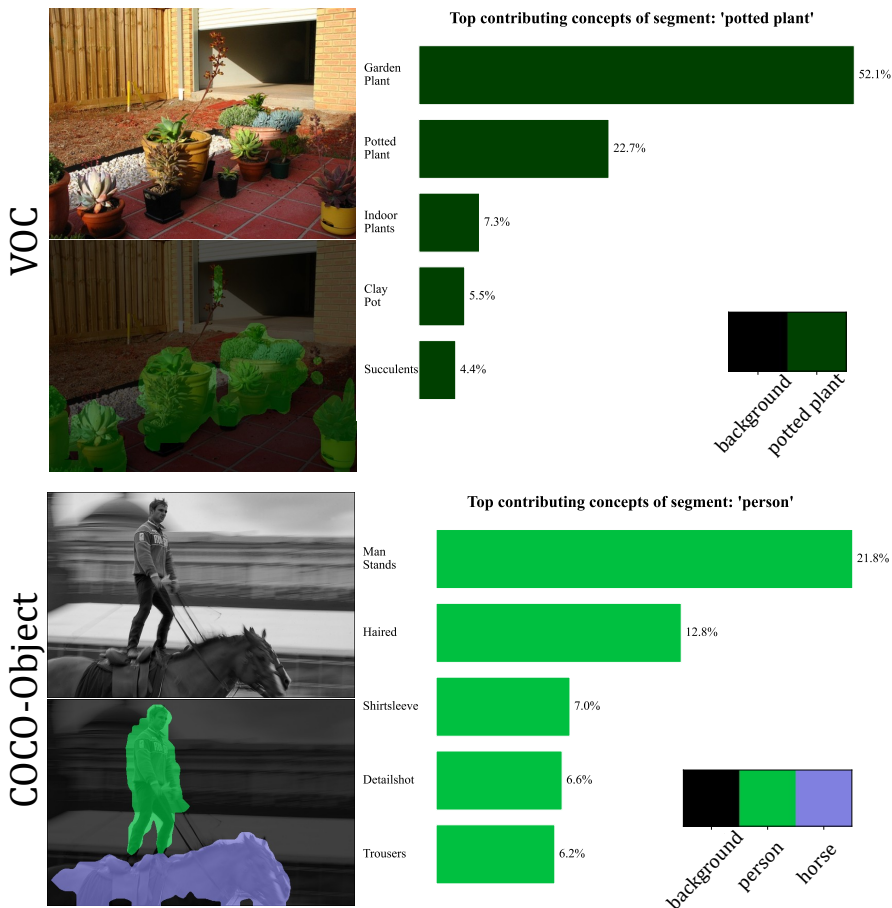 VOC
Top contributing concepts of segment: 'potted plant'
Garden
Plant
52.1%
Potted
Plant
22.7%
Indoor
Plants
7.3%
Clay
Pot
5.5%
Succulents
4.4%
background
potted plant
COCO-Object
Top contributing concepts of segment: 'person'
Man
Stands
21.8%
Haired
12.8%
Shirtsleeve
7.0%
Detailshot
6.6%
Trousers
6.2%
background
person
horse